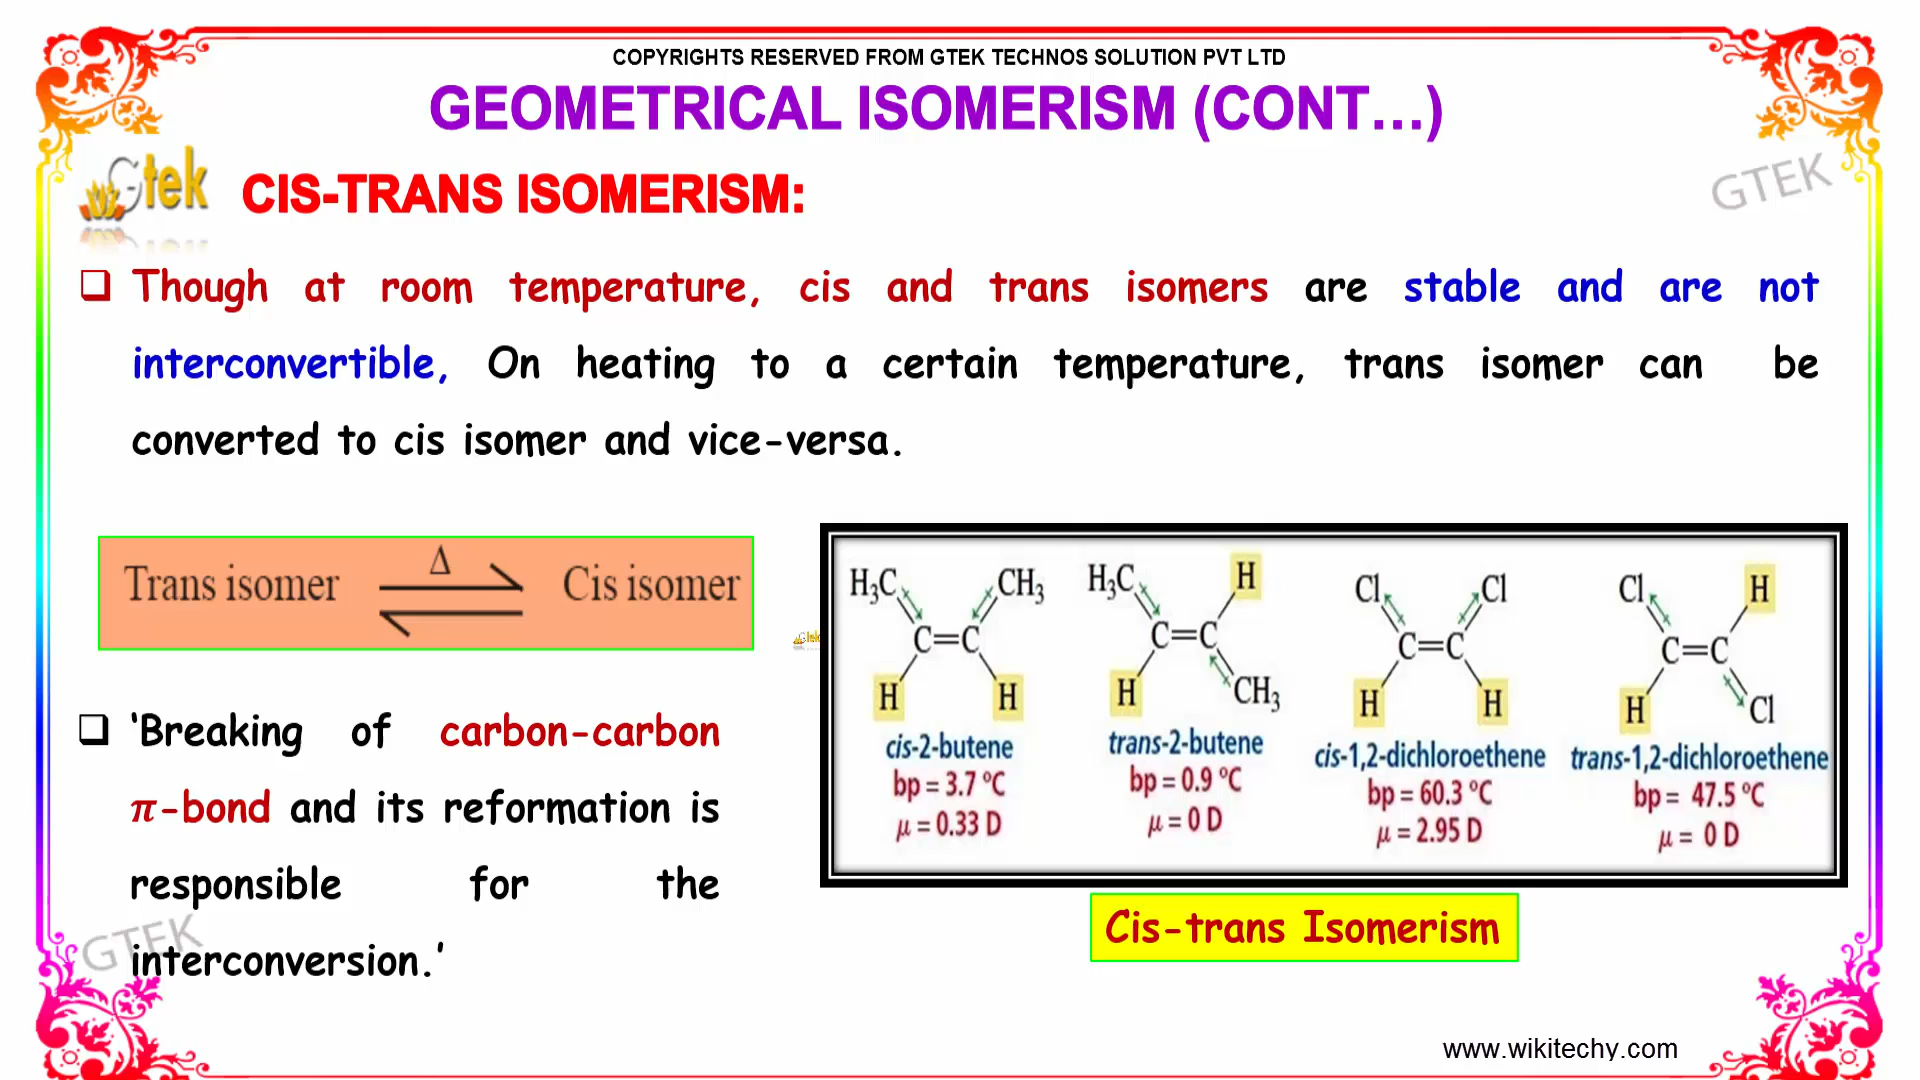 COPYRIGHTS RESERVED FROM GTEK TECHNOS SOLUTION PVT LTD
GEOMETRICAL ISOMERISM (CONT...)
Gtek
GTEK
CIS-TRANS ISOMERISM:
❑ Though at room temperature, cis and trans isomers are stable and are not
interconvertible, On heating to a certain temperature, trans isomer can be
converted to cis isomer and vice-versa.
Δ
Trans isomer ⇌ Cis isomer
❑ ‘Breaking of carbon-carbon
π-bond and its reformation is
responsible for the
interconversion.’
GTEK
H₃C CH₃
C=C
H H
cis-2-butene
bp = 3.7 °C
μ = 0.33 D
H₃C H
C=C
H CH₃
trans-2-butene
bp = 0.9 °C
μ = 0 D
Cl Cl
C=C
H H
cis-1,2-dichloroethene
bp = 60.3 °C
μ = 2.95 D
Cl H
C=C
H Cl
trans-1,2-dichloroethene
bp = 47.5 °C
μ = 0 D
Cis-trans Isomerism
www.wikitechy.com